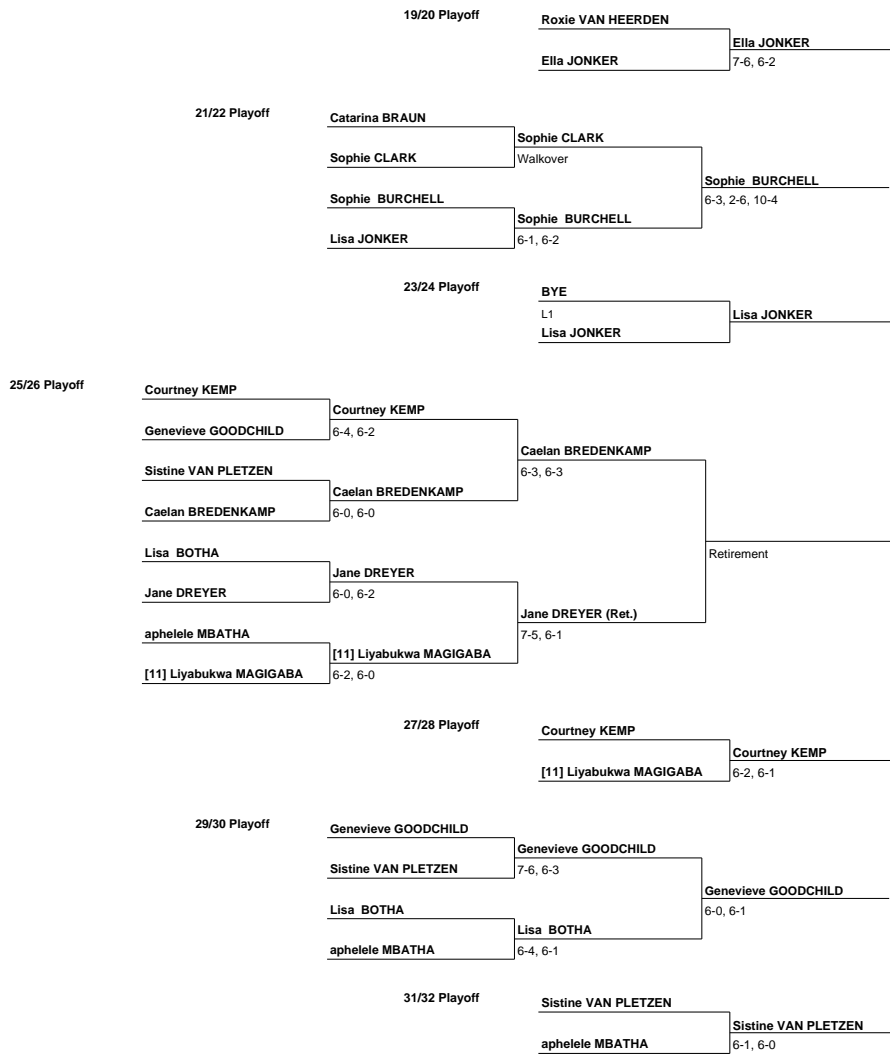 19/20 Playoff
Roxie VAN HEERDEN
Ella JONKER
Ella JONKER
7-6, 6-2
21/22 Playoff
Catarina BRAUN
Sophie CLARK
Sophie CLARK
Walkover
Sophie BURCHELL
6-3, 2-6, 10-4
Sophie BURCHELL
Sophie BURCHELL
Lisa JONKER
6-1, 6-2
23/24 Playoff
BYE
L1
Lisa JONKER
Lisa JONKER
25/26 Playoff
Courtney KEMP
Courtney KEMP
Genevieve GOODCHILD
6-4, 6-2
Caelan BREDENKAMP
6-3, 6-3
Sistine VAN PLETZEN
Caelan BREDENKAMP
Caelan BREDENKAMP
6-0, 6-0
Retirement
Lisa BOTHA
Jane DREYER
Jane DREYER
6-0, 6-2
Jane DREYER (Ret.)
7-5, 6-1
aphelele MBATHA
[11] Liyabukwa MAGIGABA
[11] Liyabukwa MAGIGABA
6-2, 6-0
27/28 Playoff
Courtney KEMP
Courtney KEMP
[11] Liyabukwa MAGIGABA
6-2, 6-1
29/30 Playoff
Genevieve GOODCHILD
Genevieve GOODCHILD
Sistine VAN PLETZEN
7-6, 6-3
Genevieve GOODCHILD
6-0, 6-1
Lisa BOTHA
Lisa BOTHA
aphelele MBATHA
6-4, 6-1
31/32 Playoff
Sistine VAN PLETZEN
Sistine VAN PLETZEN
aphelele MBATHA
6-1, 6-0